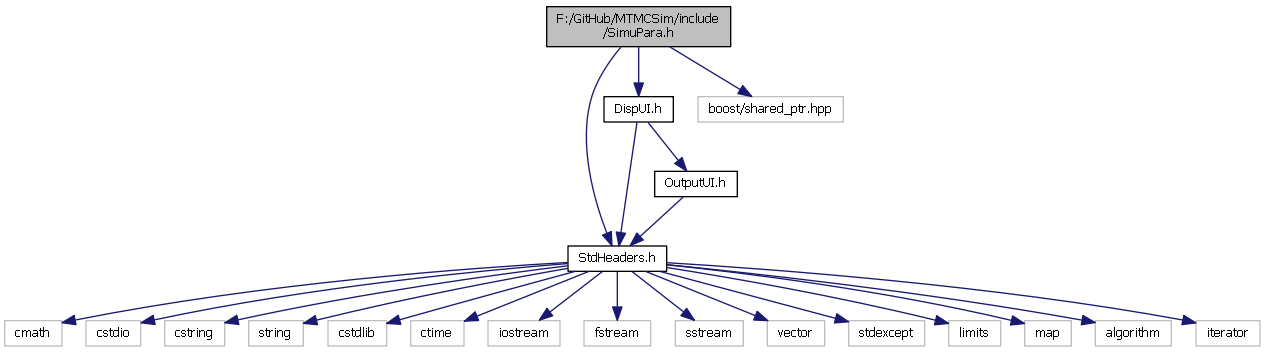 F:/GitHub/MTMCSim/include
/SimuPara.h
DispUI.h
boost/shared_ptr.hpp
OutputUI.h
StdHeaders.h
cmath
cstdio
cstring
string
cstdlib
ctime
iostream
fstream
sstream
vector
stdexcept
limits
map
algorithm
iterator